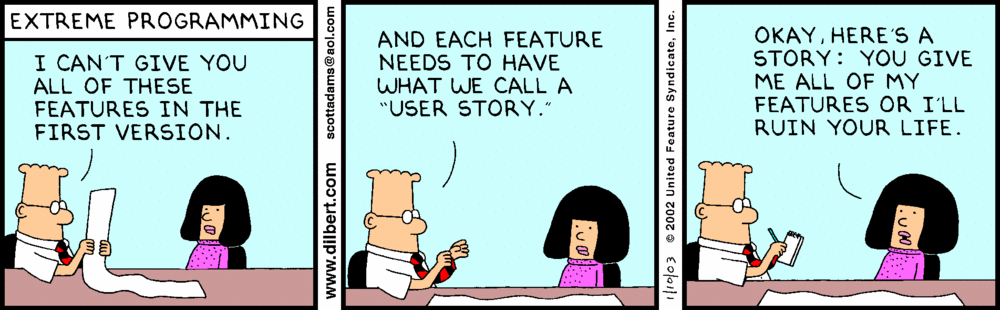 EXTREME PROGRAMMING
I CAN'T GIVE YOU
ALL OF THESE
FEATURES IN THE
FIRST VERSION.
www.dilbert.com
scottadams@aol.com
AND EACH FEATURE
NEEDS TO HAVE
WHAT WE CALL A
"USER STORY."
1/10/03 © 2002 United Feature Syndicate, Inc.
OKAY, HERE'S A
STORY: YOU GIVE
ME ALL OF MY
FEATURES OR I'LL
RUIN YOUR LIFE.